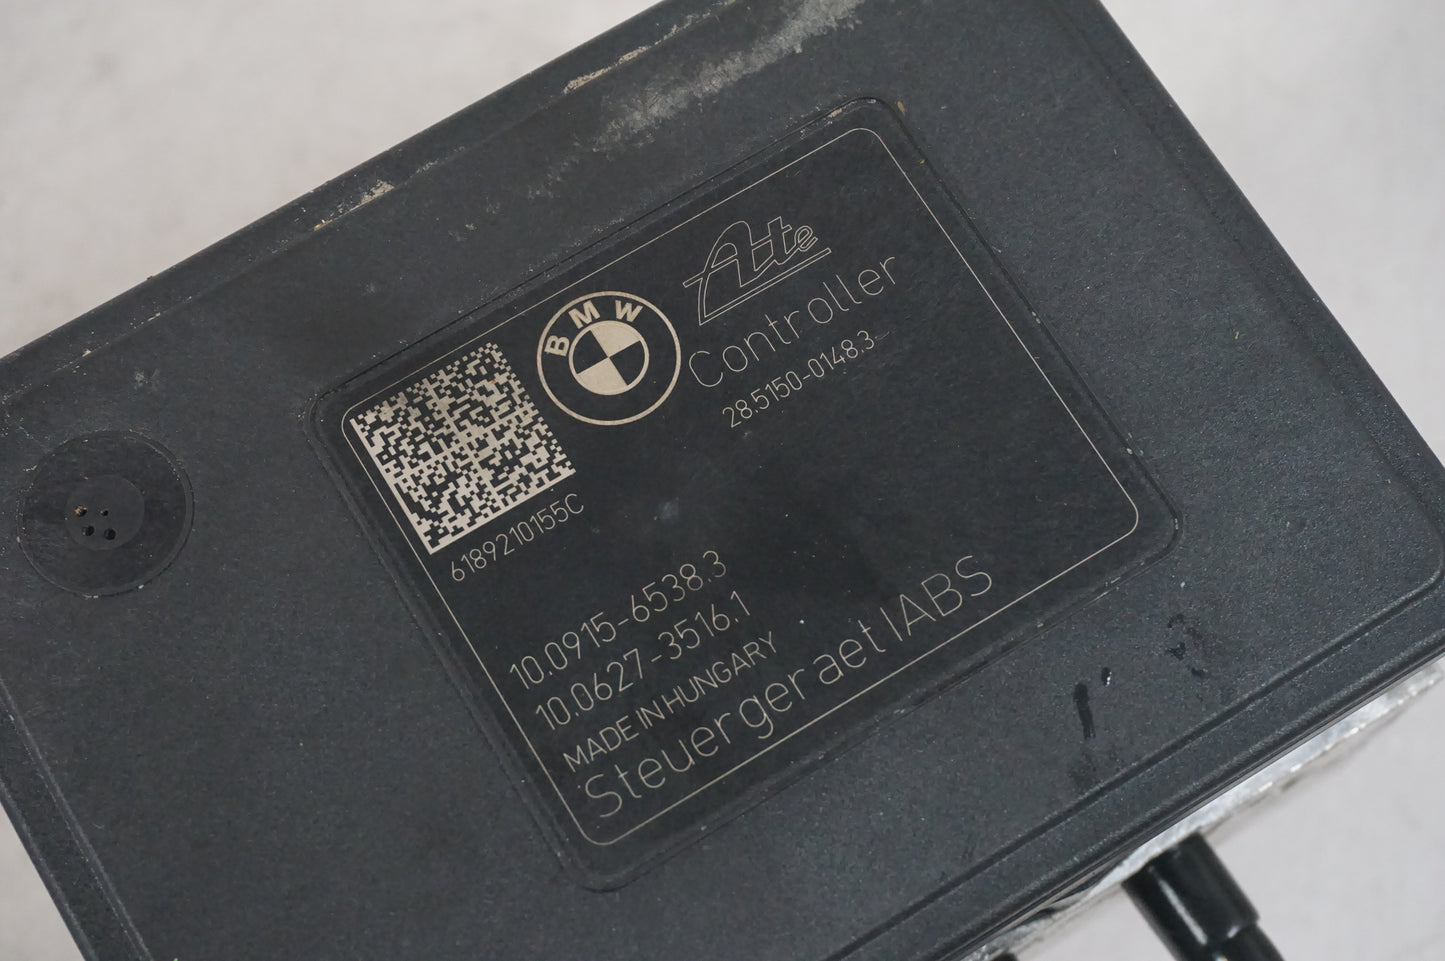 BMW
Ate
Controller
28.5150-0148.3
6189210155C
10.0915-6538.3
10.0627-3516.1
MADE IN HUNGARY
Steuergeraet IABS